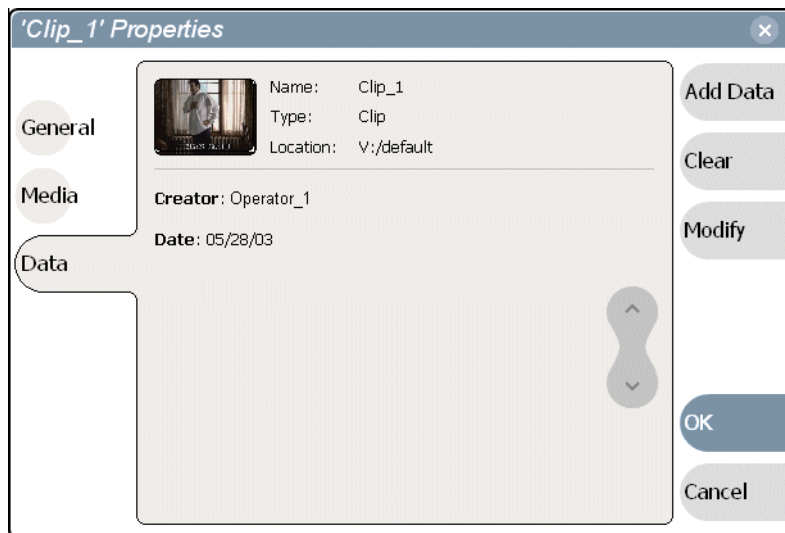 'Clip_1' Properties
General
Media
Data
Name: Clip_1
Type: Clip
Location: V:/default
Creator: Operator_1
Date: 05/28/03
Add Data
Clear
Modify
OK
Cancel